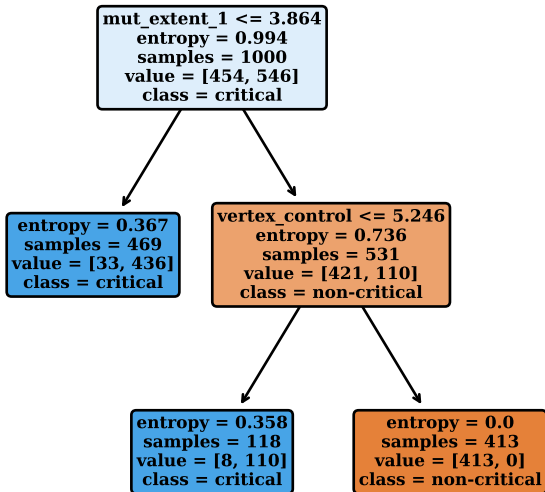 mut_extent_1 <= 3.864
entropy = 0.994
samples = 1000
value = [454, 546]
class = critical
entropy = 0.367
samples = 469
value = [33, 436]
class = critical
vertex_control <= 5.246
entropy = 0.736
samples = 531
value = [421, 110]
class = non-critical
entropy = 0.358
samples = 118
value = [8, 110]
class = critical
entropy = 0.0
samples = 413
value = [413, 0]
class = non-critical